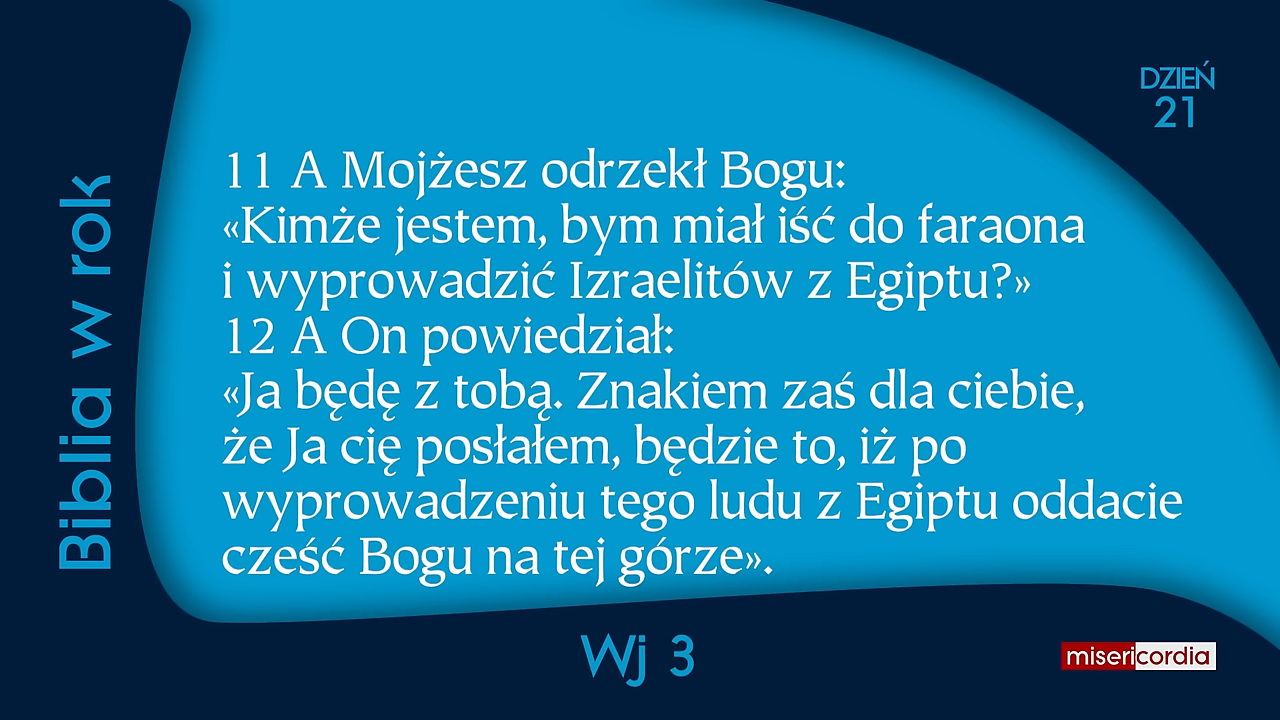 DZIEŃ
21
Biblia w rok
11 A Mojżesz odrzekł Bogu:
«Kimże jestem, bym miał iść do faraona
i wyprowadzić Izraelitów z Egiptu?»
12 A On powiedział:
«Ja będę z tobą. Znakiem zaś dla ciebie,
że Ja cię posłałem, będzie to, iż po
wyprowadzeniu tego ludu z Egiptu oddacie
cześć Bogu na tej górze».
Wj 3
misericordia